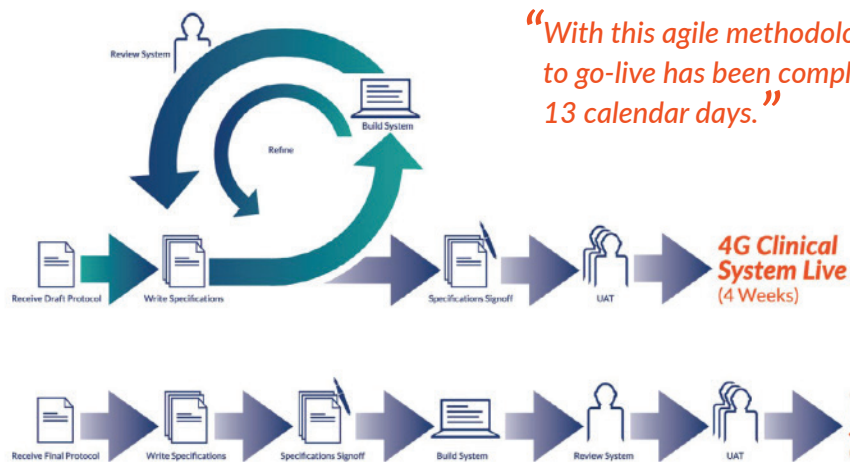 “With this agile
to go-live has been
13 calendar days.”
Review System
Build System
Refine
Receive Draft Protocol
Write Specifications
Specifications Signoff
UAT
4G Clinical
System Live
(4 Weeks)
Receive Final Protocol
Write Specifications
Specifications Signoff
Build System
Review System
UAT